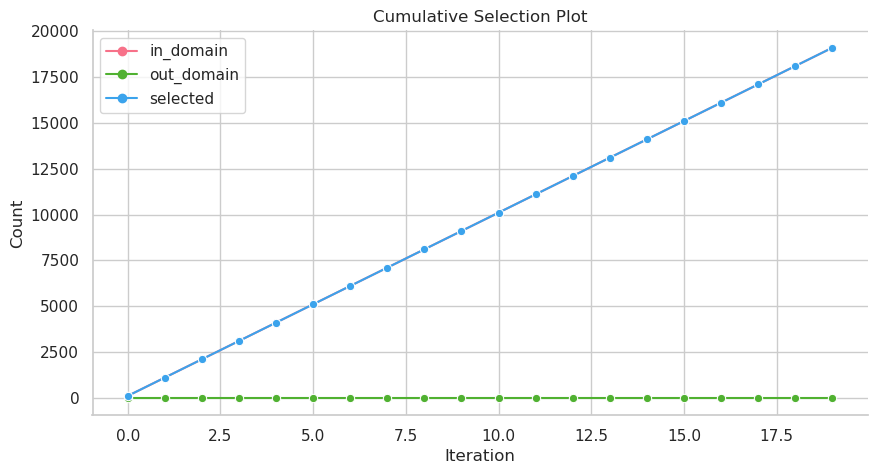 Cumulative Selection Plot
20000
17500
15000
12500
10000
7500
5000
2500
0
Count
in_domain
out_domain
selected
0.0 2.5 5.0 7.5 10.0 12.5 15.0 17.5
Iteration